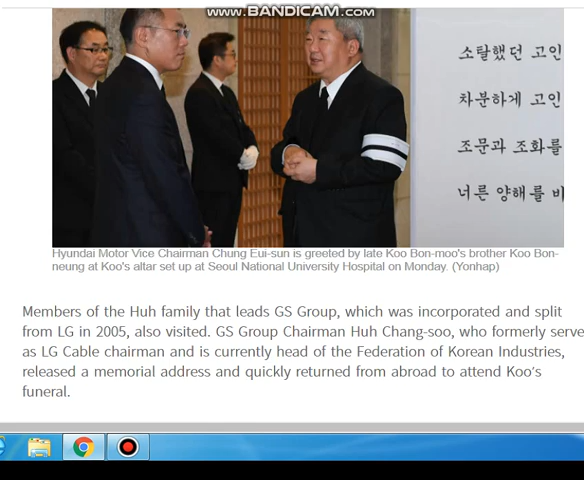 WWW.BANDICAM.COM
소탈했던 고인
차분하게 고인
조문과 조화를
너른 양해를 바
Hyundai Motor Vice Chairman Chung Eui-sun is greeted by late Koo Bon-moo's brother Koo Bon-
neung at Koo's altar set up at Seoul National University Hospital on Monday. (Yonhap)
Members of the Huh family that leads GS Group, which was incorporated and split
from LG in 2005, also visited. GS Group Chairman Huh Chang-soo, who formerly serve
as LG Cable chairman and is currently head of the Federation of Korean Industries,
released a memorial address and quickly returned from abroad to attend Koo's
funeral.